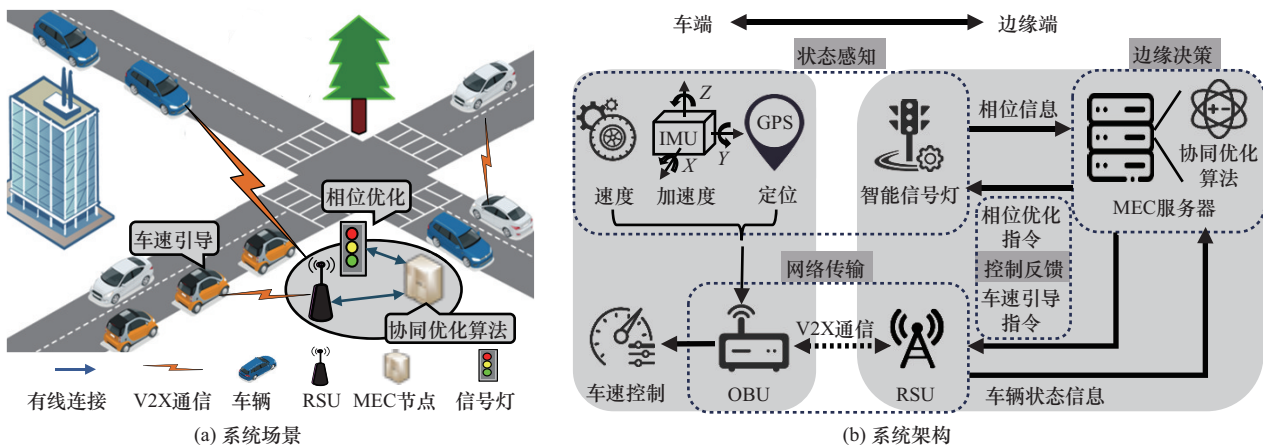 相位优化
车速引导
协同优化算法
有线连接
V2X通信
车辆
RSU
MEC节点
信号灯
(a) 系统场景
车端
边缘端
状态感知
边缘决策
Z
IMU
Y
X
GPS
速度
加速度
定位
智能信号灯
相位信息
协同优化
算法
MEC服务器
相位优化
指令
控制反馈
车速引导
指令
网络传输
V2X通信
车速控制
OBU
RSU
车辆状态信息
(b) 系统架构